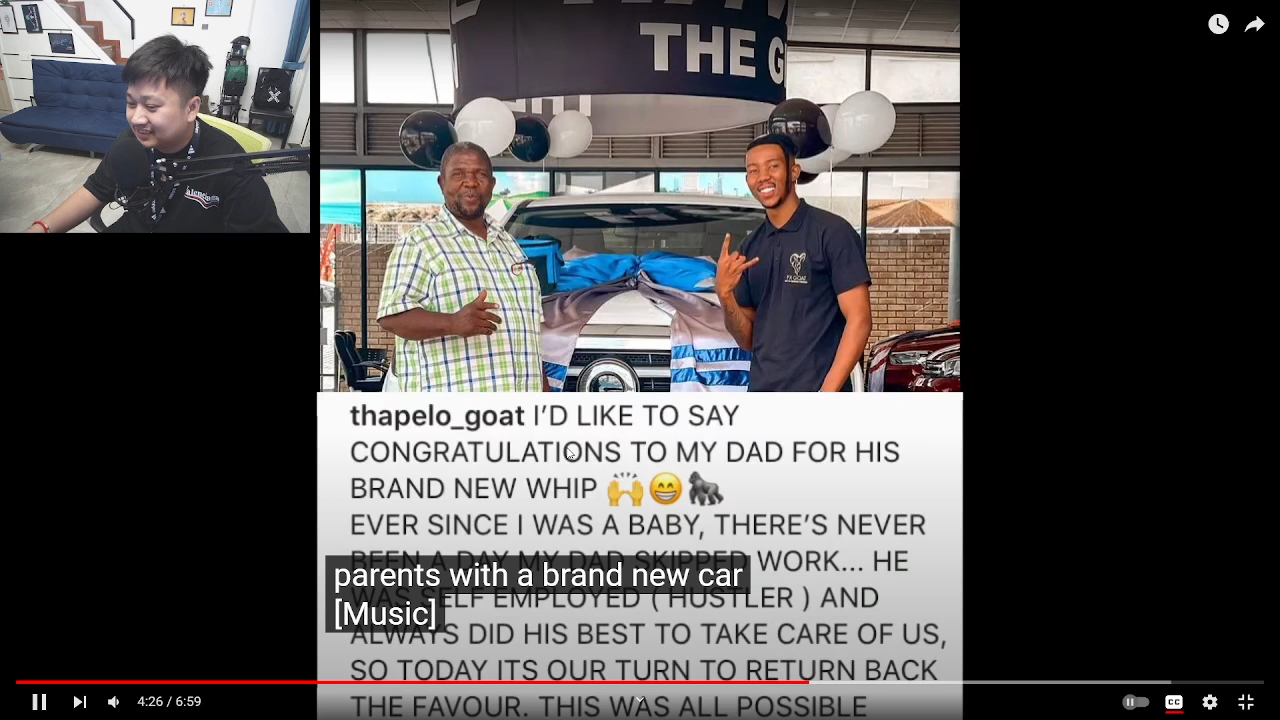 THE G
FX GOAT
thapelo_goat I’D LIKE TO SAY
CONGRATULATIONS TO MY DAD FOR HIS
BRAND NEW WHIP 🙌😁🦍
EVER SINCE I WAS A BABY, THERE’S NEVER
BEEN A DAY MY DAD SKIPPED WORK... HE
parents with a brand new car
WAS SELF EMPLOYED ( HUSTLER ) AND
[Music]
ALWAYS DID HIS BEST TO TAKE CARE OF US,
SO TODAY ITS OUR TURN TO RETURN BACK
THE FAVOUR. THIS WAS ALL POSSIBLE
4:26 / 6:59
CC